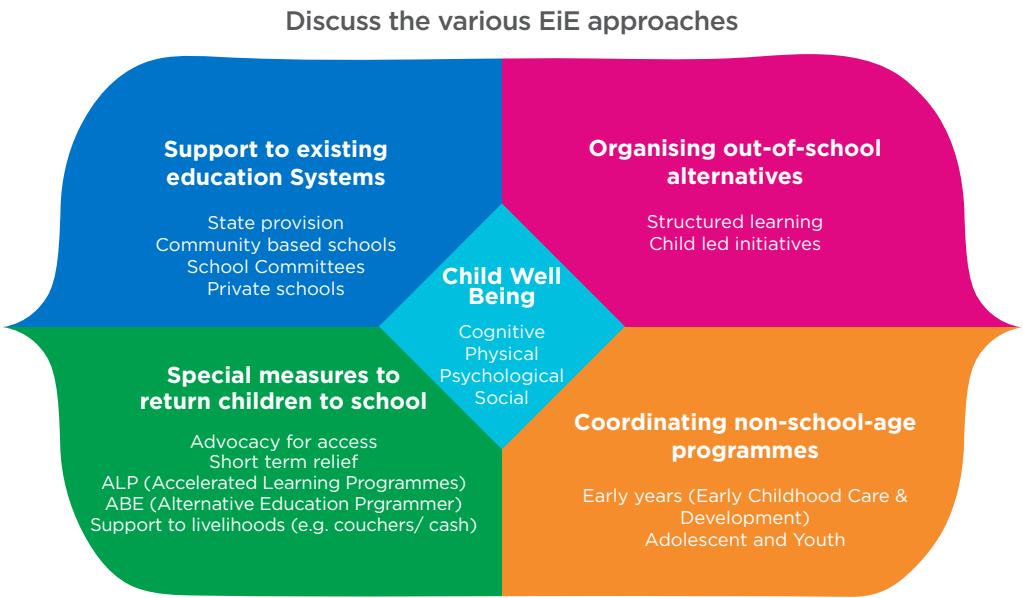 Discuss the various EiE approaches
Support to existing
education Systems
State provision
Community based schools
School Committees
Private schools
Organising out-of-school
alternatives
Structured learning
Child led initiatives
Child Well
Being
Cognitive
Physical
Psychological
Social
Special measures to
return children to school
Advocacy for access
Short term relief
ALP (Accelerated Learning Programmes)
ABE (Alternative Education Prgrammer)
Support to livelihoods (e.g. couchers/ cash)
Coordinating non-school-age
programmes
Early years (Early Childhood Care &
Development)
Adolescent and Youth